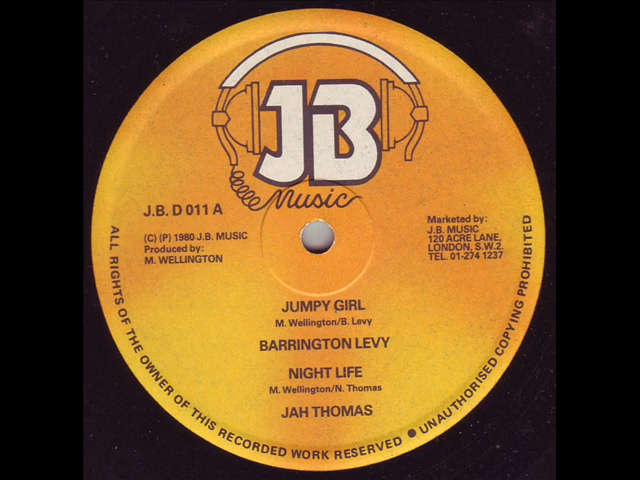 JB
Music
J.B. D 011 A
(C) (P) 1980 J.B. MUSIC
Produced by:
M. WELLINGTON
Marketed by:
J.B. MUSIC
120 ACRE LANE,
LONDON, S.W.2.
TEL. 01-274 1237
JUMPY GIRL
M. Wellington/B. Levy
BARRINGTON LEVY
NIGHT LIFE
M. Wellington/N. Thomas
JAH THOMAS
ALL RIGHTS OF THE OWNER OF THIS RECORDED WORK RESERVED ● UNAUTHORISED COPYING PROHIBITED